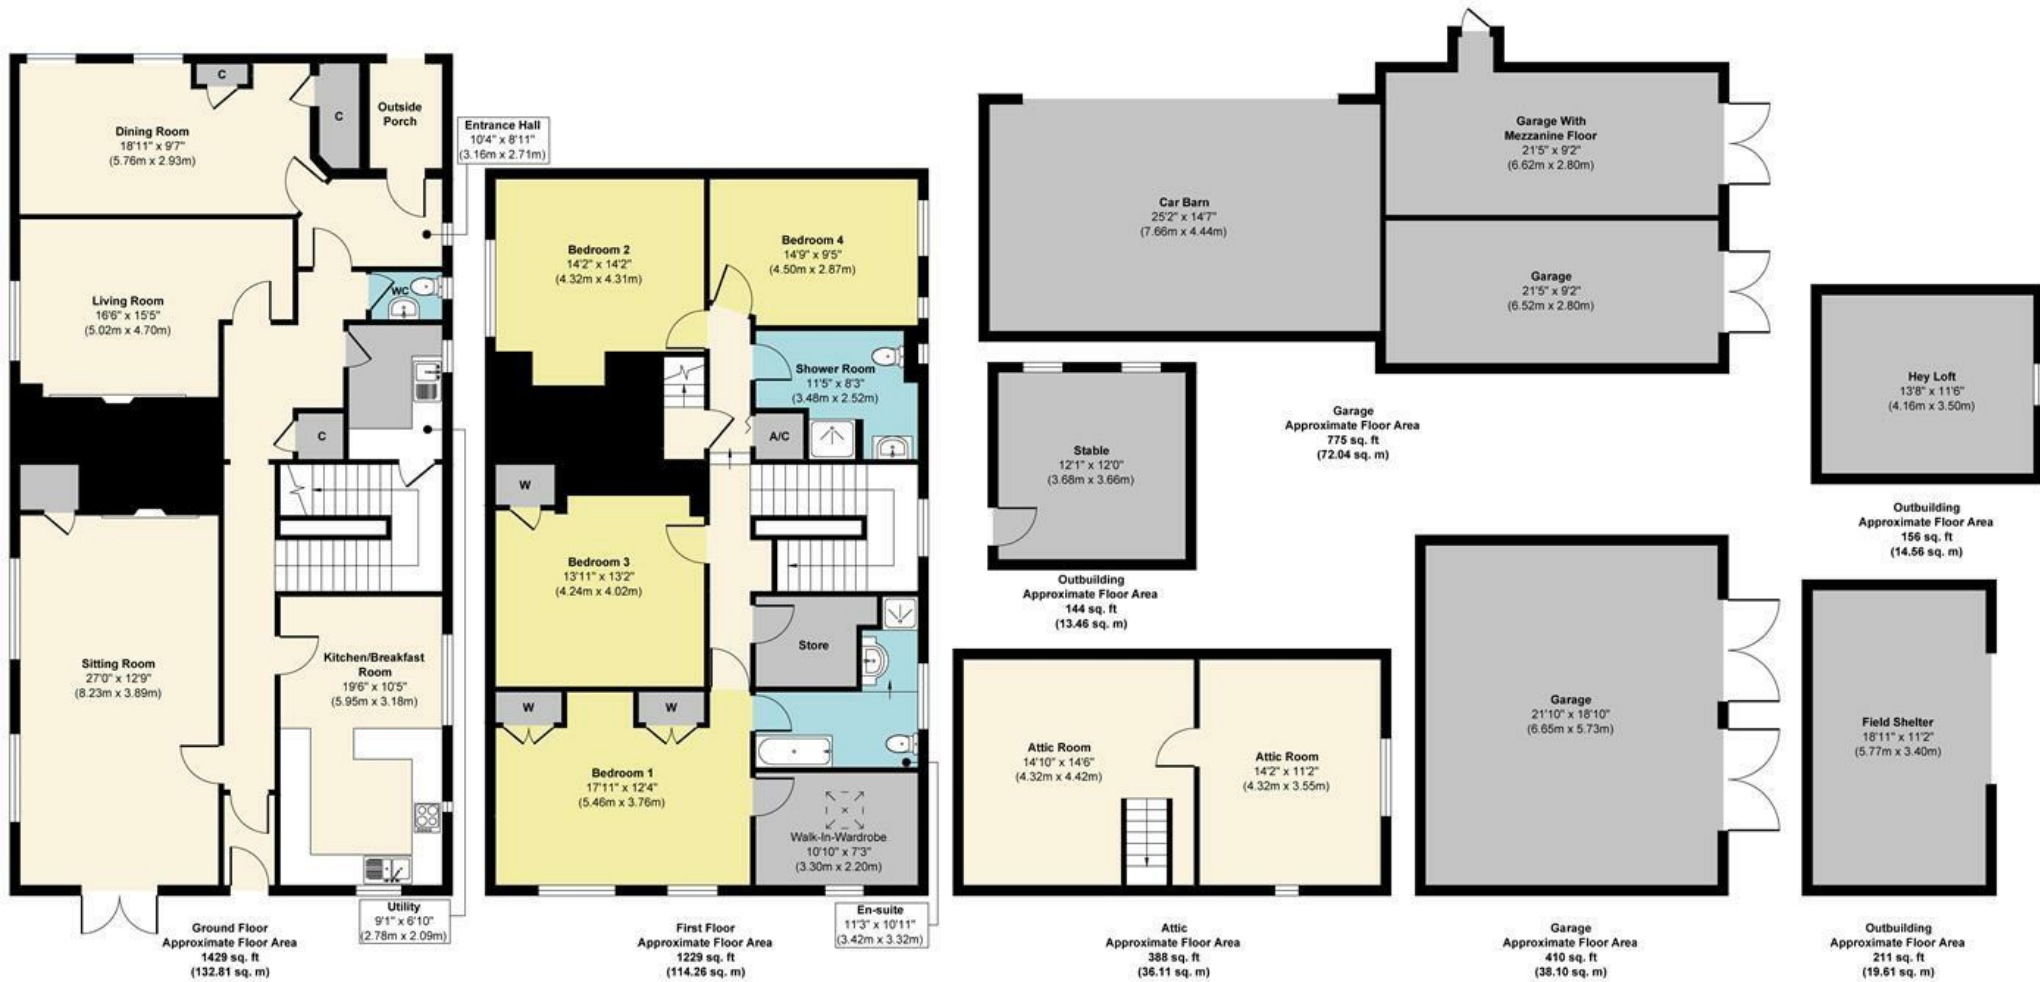 C
Dining Room
18'11" x 9'7"
(5.76m x 2.93m)
C
Outside
Porch
Entrance Hall
10'4" x 8'11"
(3.16m x 2.71m)
Living Room
16'6" x 15'5"
(5.02m x 4.70m)
WC
C
Sitting Room
27'0" x 12'9"
(8.23m x 3.89m)
Kitchen/Breakfast
Room
19'6" x 10'5"
(5.95m x 3.18m)
Utility
9'1" x 6'10"
(2.78m x 2.09m)
Ground Floor
Approximate Floor Area
1429 sq. ft
(132.81 sq. m)
Bedroom 2
14'2" x 14'2"
(4.32m x 4.31m)
Bedroom 4
14'9" x 9'5"
(4.50m x 2.87m)
Shower Room
11'5" x 8'3"
(3.48m x 2.52m)
A/C
W
Bedroom 3
13'11" x 13'2"
(4.24m x 4.02m)
Store
W
W
Bedroom 1
17'11" x 12'4"
(5.46m x 3.76m)
Walk-In-Wardrobe
10'10" x 7'3"
(3.30m x 2.20m)
En-suite
11'3" x 10'11"
(3.42m x 3.32m)
First Floor
Approximate Floor Area
1229 sq. ft
(114.26 sq. m)
Car Barn
25'2" x 14'7"
(7.66m x 4.44m)
Garage With
Mezzanine Floor
21'5" x 9'2"
(6.62m x 2.80m)
Garage
21'5" x 9'2"
(6.52m x 2.80m)
Garage
Approximate Floor Area
775 sq. ft
(72.04 sq. m)
Stable
12'1" x 12'0"
(3.68m x 3.66m)
Outbuilding
Approximate Floor Area
144 sq. ft
(13.46 sq. m)
Hey Loft
13'8" x 11'6"
(4.16m x 3.50m)
Outbuilding
Approximate Floor Area
156 sq. ft
(14.56 sq. m)
Attic Room
14'10" x 14'6"
(4.32m x 4.42m)
Attic Room
14'2" x 11'2"
(4.32m x 3.55m)
Attic
Approximate Floor Area
388 sq. ft
(36.11 sq. m)
Garage
21'10" x 18'10"
(6.65m x 5.73m)
Garage
Approximate Floor Area
410 sq. ft
(38.10 sq. m)
Field Shelter
18'11" x 11'2"
(5.77m x 3.40m)
Outbuilding
Approximate Floor Area
211 sq. ft
(19.61 sq. m)